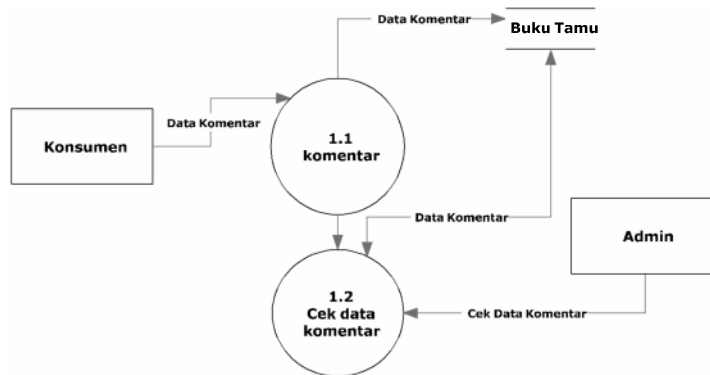 Data Komentar
Buku Tamu
Konsumen
Data Komentar
1.1
komentar
Data Komentar
Admin
1.2
Cek data
komentar
Cek Data Komentar